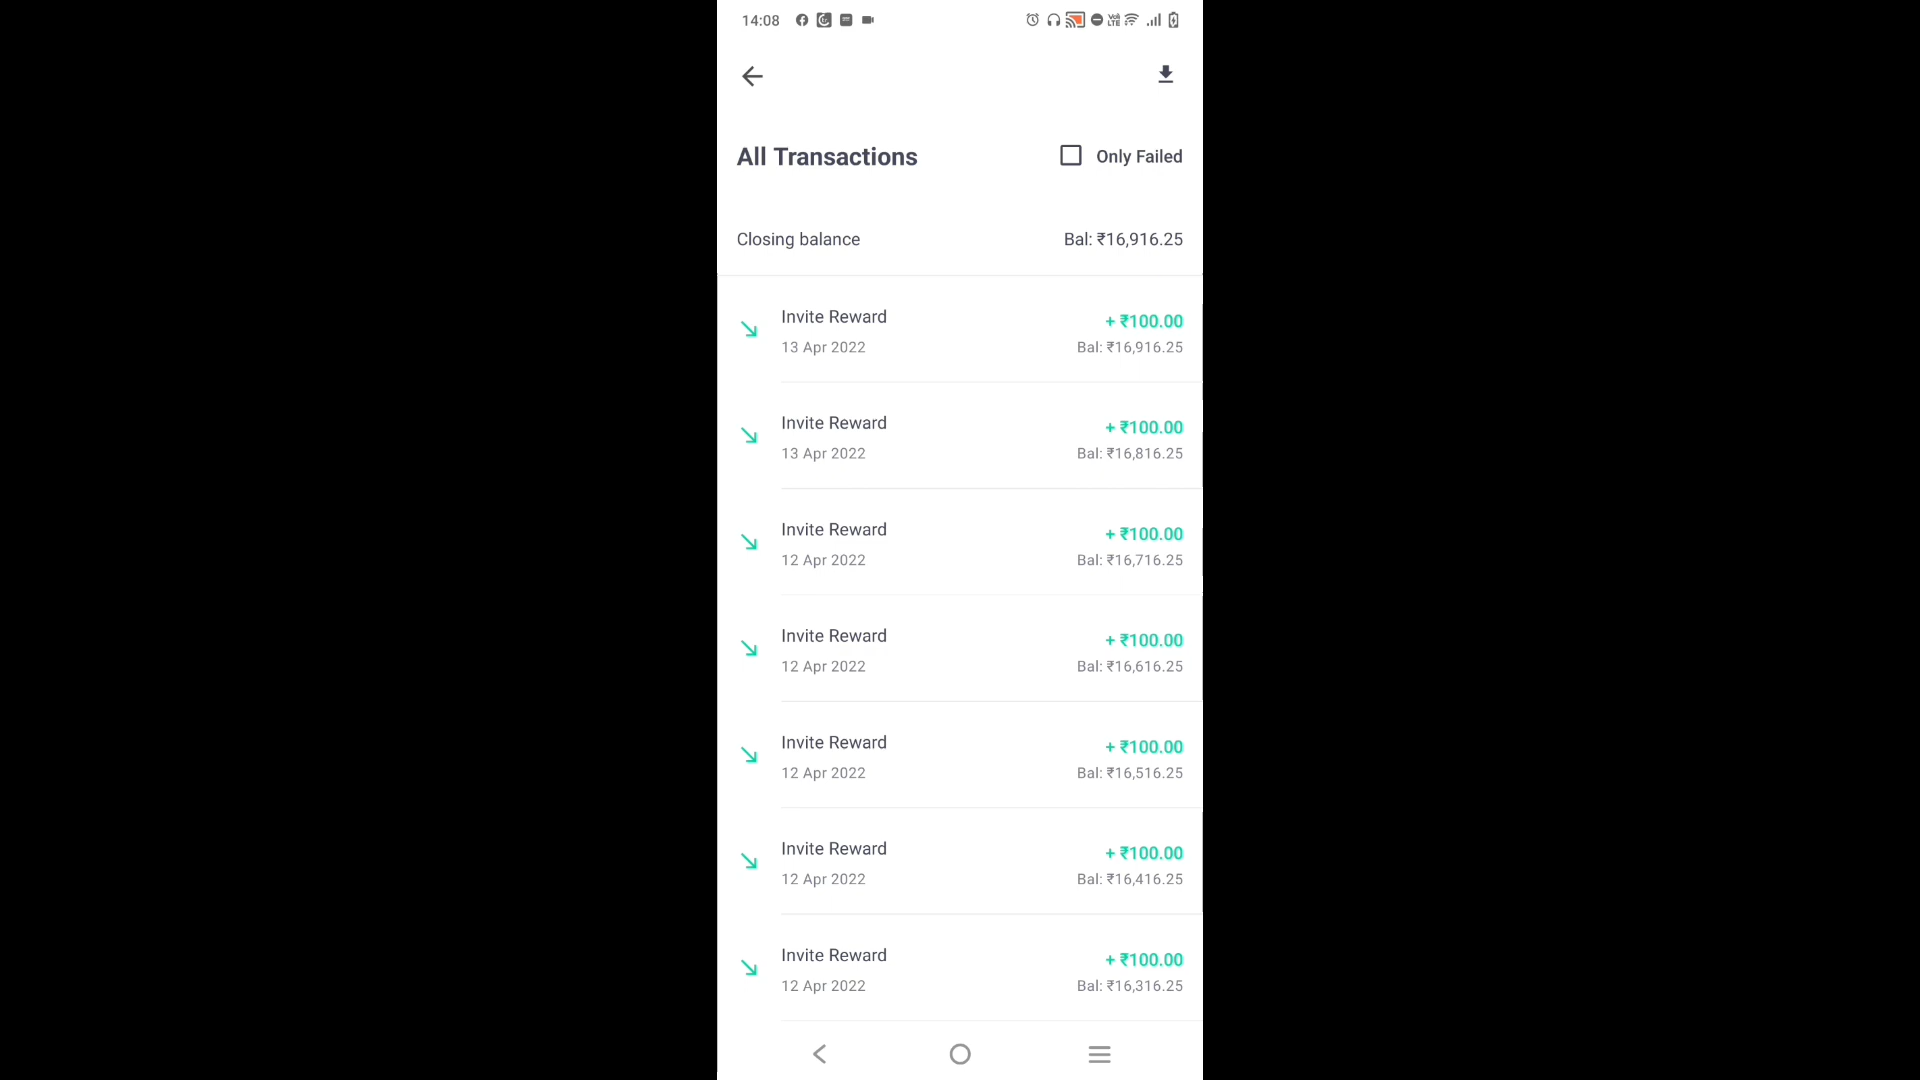 14:08
All Transactions
Only Failed
Closing balance
Bal: ₹16,916.25
Invite Reward
+ ₹100.00
13 Apr 2022
Bal: ₹16,916.25
Invite Reward
+ ₹100.00
13 Apr 2022
Bal: ₹16,816.25
Invite Reward
+ ₹100.00
12 Apr 2022
Bal: ₹16,716.25
Invite Reward
+ ₹100.00
12 Apr 2022
Bal: ₹16,616.25
Invite Reward
+ ₹100.00
12 Apr 2022
Bal: ₹16,516.25
Invite Reward
+ ₹100.00
12 Apr 2022
Bal: ₹16,416.25
Invite Reward
+ ₹100.00
12 Apr 2022
Bal: ₹16,316.25